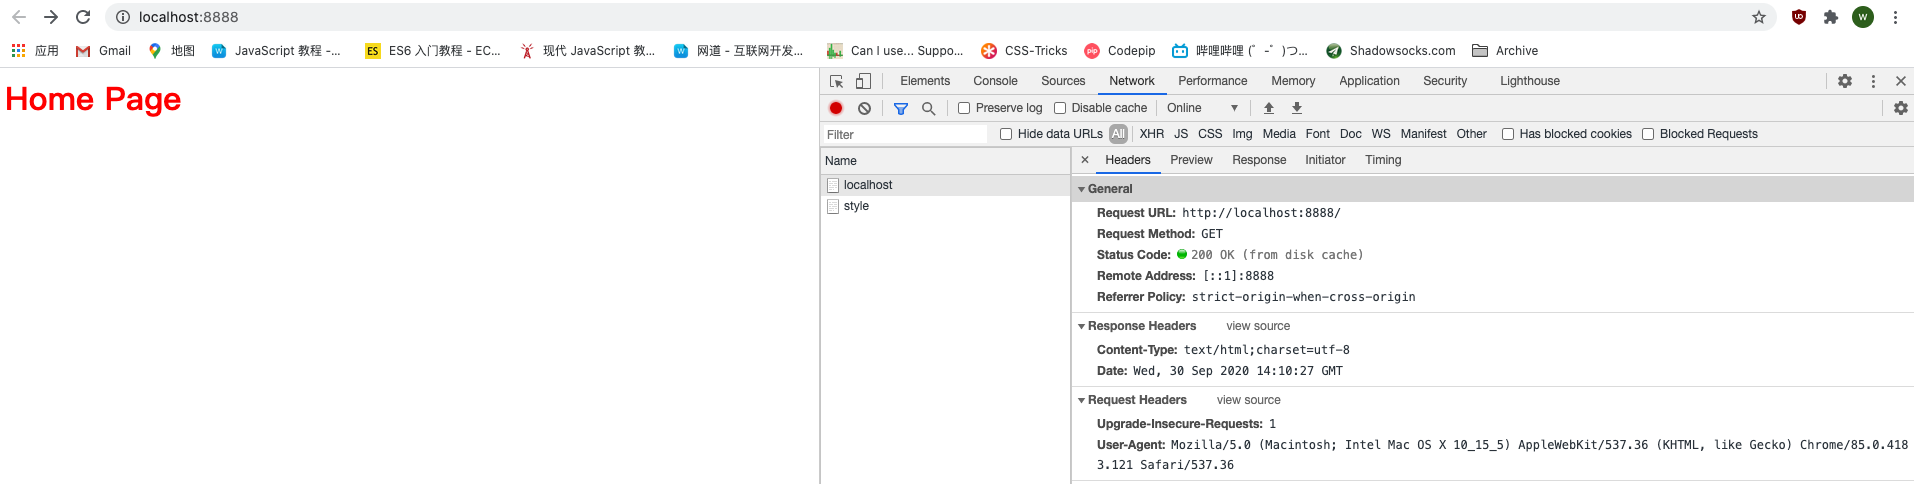 localhost:8888
W
应用 Gmail 地图 JavaScript 教程 -... ES ES6 入门教程 - EC... 现代 JavaScript 教... 网道 - 互联网开发... Can I use... Suppo... CSS-Tricks pip Codepip 哔哩哔哩 (゜-゜)つ... Shadowsocks.com Archive
Home Page
Elements Console Sources Network Performance Memory Application Security Lighthouse
Preserve log Disable cache Online
Filter Hide data URLs All XHR JS CSS Img Media Font Doc WS Manifest Other Has blocked cookies Blocked Requests
Name
localhost
style
Headers Preview Response Initiator Timing
General
Request URL: http://localhost:8888/
Request Method: GET
Status Code: 200 OK (from disk cache)
Remote Address: [::1]:8888
Referrer Policy: strict-origin-when-cross-origin
Response Headers view source
Content-Type: text/html;charset=utf-8
Date: Wed, 30 Sep 2020 14:10:27 GMT
Request Headers view source
Upgrade-Insecure-Requests: 1
User-Agent: Mozilla/5.0 (Macintosh; Intel Mac OS X 10_15_5) AppleWebKit/537.36 (KHTML, like Gecko) Chrome/85.0.418
3.121 Safari/537.36